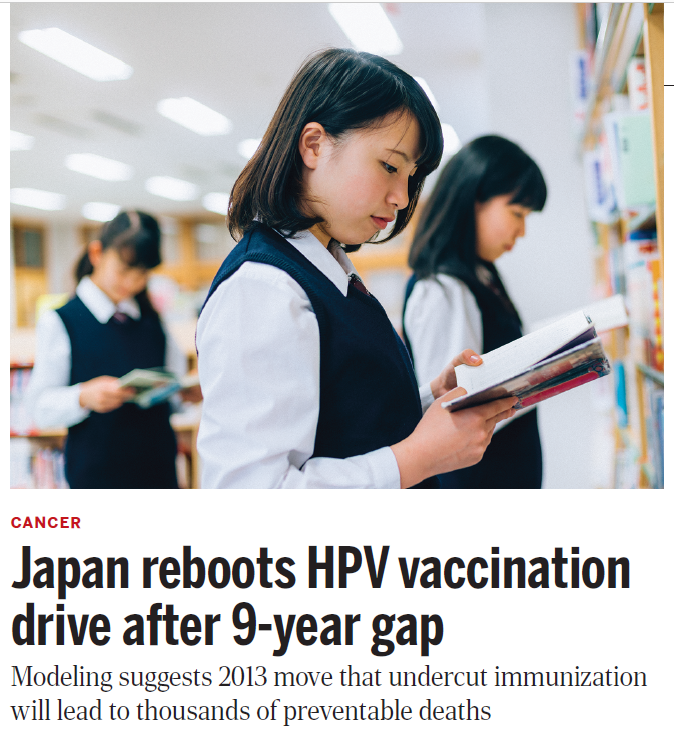 CANCER
Japan reboots HPV vaccination
drive after 9-year gap
Modeling suggests 2013 move that undercut immunization
will lead to thousands of preventable deaths